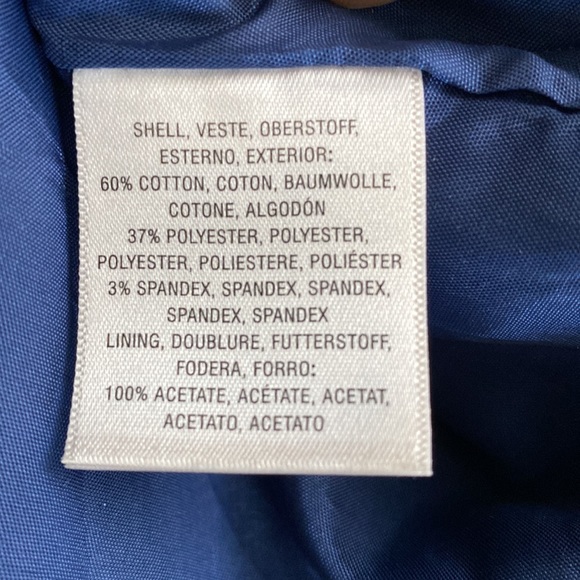 SHELL, VESTE, OBERSTOFF,
ESTERNO, EXTERIOR:
60% COTTON, COTON, BAUMWOLLE,
COTONE, ALGODÓN
37% POLYESTER, POLYESTER,
POLYESTER, POLIESTERE, POLIÉSTER
3% SPANDEX, SPANDEX, SPANDEX,
SPANDEX, SPANDEX
LINING, DOUBLURE, FUTTERSTOFF,
FODERA, FORRO:
100% ACETATE, ACÉTATE, ACETAT,
ACETATO, ACETATO